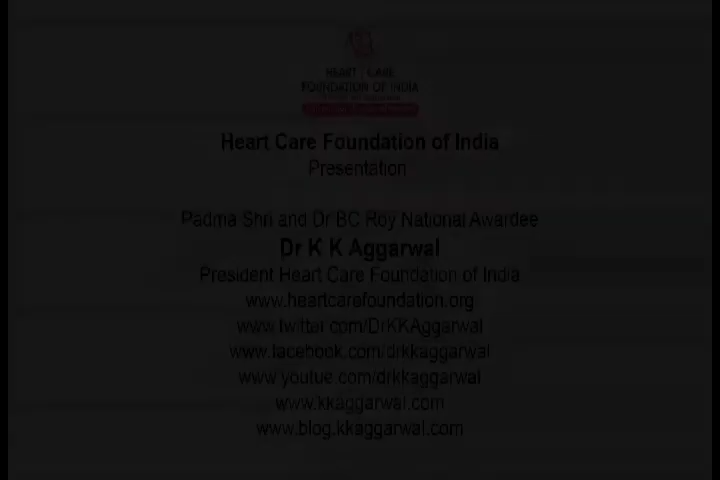 HEART CARE
FOUNDATION OF INDIA
Heart Care Foundation of India
Presentation
Padma Shri and Dr BC Roy National Awardee
Dr K K Aggarwal
President Heart Care Foundation of India
www.heartcarefoundation.org
www.twitter.com/DrKKAggarwal
www.facebook.com/drkkaggarwal
www.youtue.com/drkkaggarwal
www.kkaggarwal.com
www.blog.kkaggarwal.com